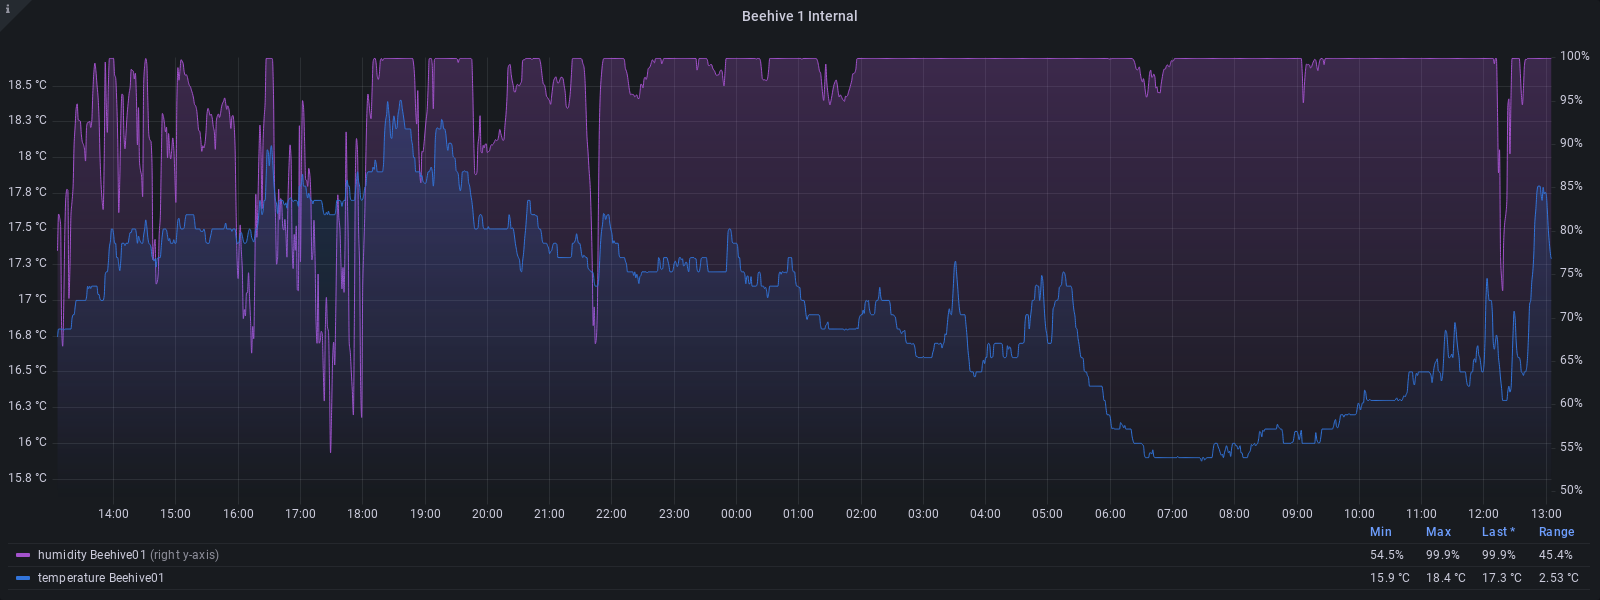 i
Beehive 1 Internal
18.5 °C
18.3 °C
18 °C
17.8 °C
17.5 °C
17.3 °C
17 °C
16.8 °C
16.5 °C
16.3 °C
16 °C
15.8 °C
100%
95%
90%
85%
80%
75%
70%
65%
60%
55%
50%
14:00 15:00 16:00 17:00 18:00 19:00 20:00 21:00 22:00 23:00 00:00 01:00 02:00 03:00 04:00 05:00 06:00 07:00 08:00 09:00 10:00 11:00 12:00 13:00
Min Max Last * Range
humidity Beehive01 (right y-axis) 54.5% 99.9% 99.9% 45.4%
temperature Beehive01 15.9 °C 18.4 °C 17.3 °C 2.53 °C